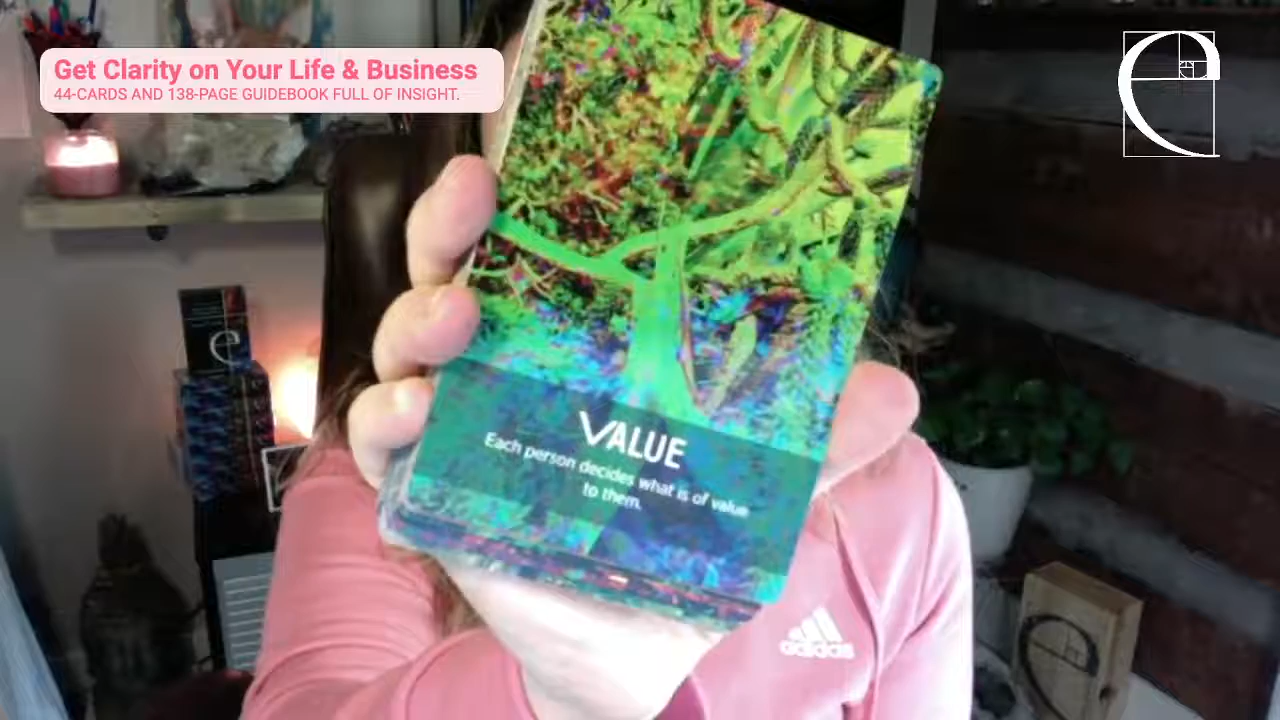 Get Clarity on Your Life & Business
44-CARDS AND 138-PAGE GUIDEBOOK FULL OF INSIGHT.
e
e
VALUE
Each person decides what is of value
to them.
adidas
e